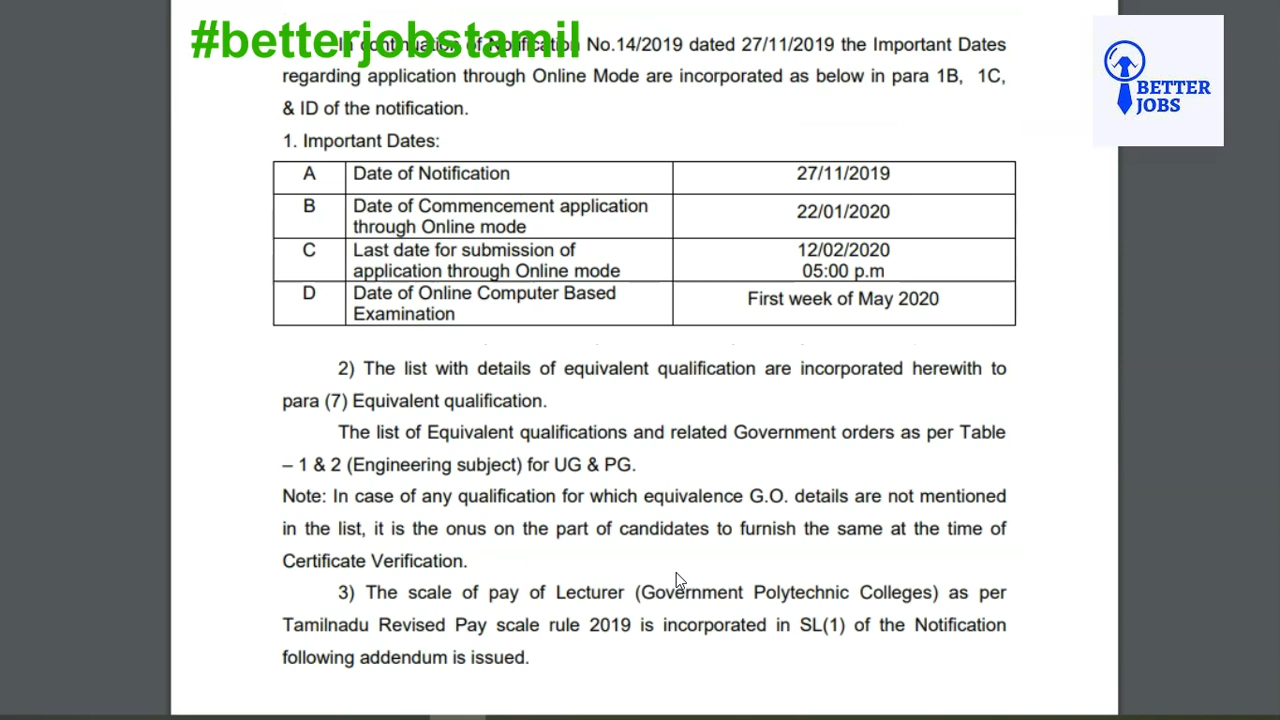 #betterjobstamil
In continuation of Notification No.14/2019 dated 27/11/2019 the Important Dates
regarding application through Online Mode are incorporated as below in para 1B, 1C,
& ID of the notification.
BETTER
JOBS
1. Important Dates:
A Date of Notification 27/11/2019
B Date of Commencement application through Online mode 22/01/2020
C Last date for submission of application through Online mode 12/02/2020 05:00 p.m
D Date of Online Computer Based Examination First week of May 2020
2) The list with details of equivalent qualification are incorporated herewith to
para (7) Equivalent qualification.
The list of Equivalent qualifications and related Government orders as per Table
– 1 & 2 (Engineering subject) for UG & PG.
Note: In case of any qualification for which equivalence G.O. details are not mentioned
in the list, it is the onus on the part of candidates to furnish the same at the time of
Certificate Verification.
3) The scale of pay of Lecturer (Government Polytechnic Colleges) as per
Tamilnadu Revised Pay scale rule 2019 is incorporated in SL(1) of the Notification
following addendum is issued.